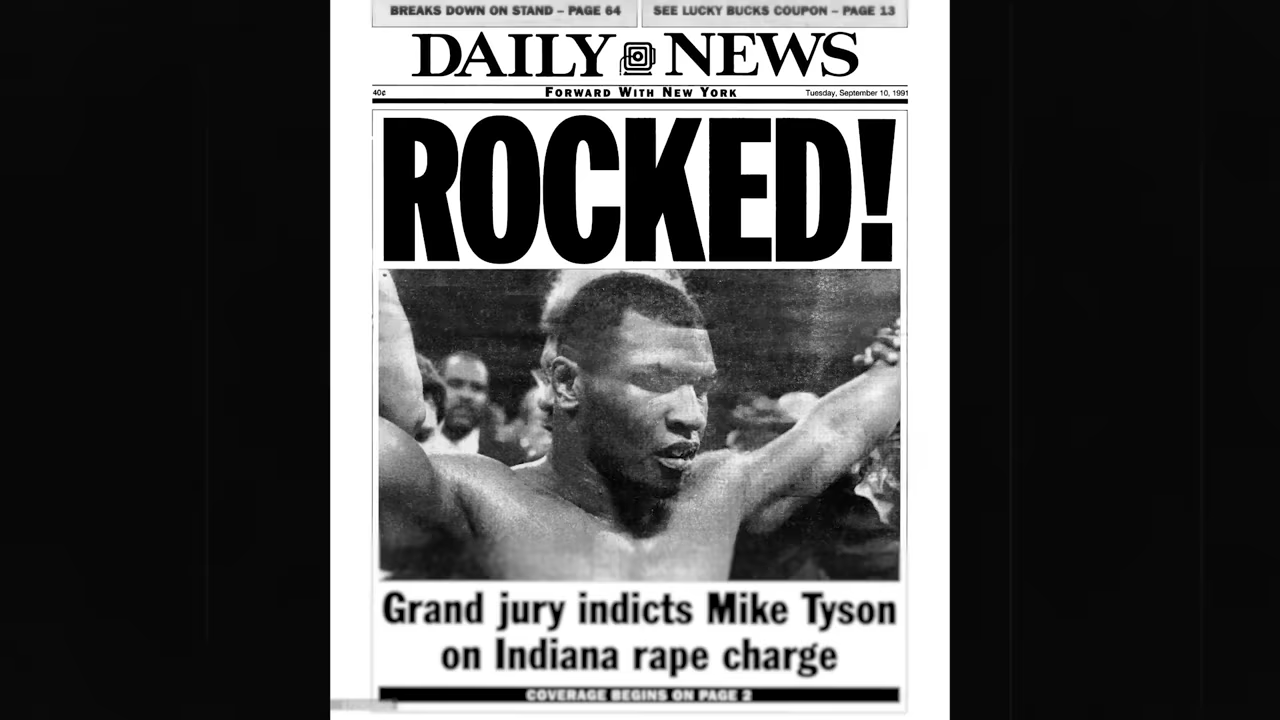 BREAKS DOWN ON STAND – PAGE 64
SEE LUCKY BUCKS COUPON – PAGE 13
DAILY NEWS
40¢
FORWARD WITH NEW YORK
Tuesday, September 10, 1991
ROCKED!
Grand jury indicts Mike Tyson
on Indiana rape charge
COVERAGE BEGINS ON PAGE 2